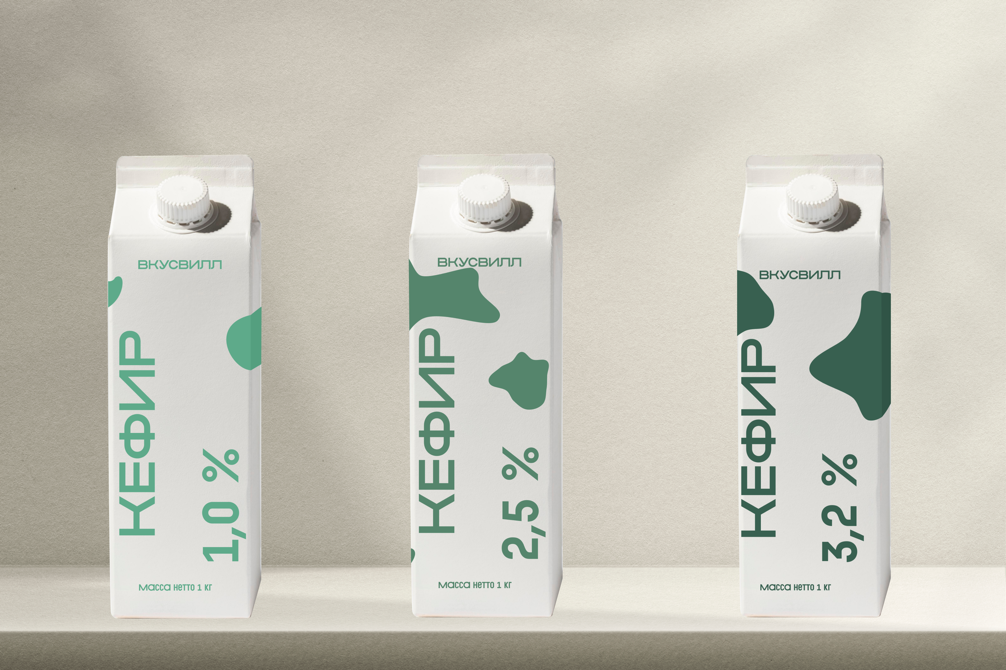 ВКУСВИЛЛ
КЕФИР
1,0 %
Масса нетто 1 кг
ВКУСВИЛЛ
КЕФИР
2,5 %
Масса нетто 1 кг
ВКУСВИЛЛ
КЕФИР
3,2 %
Масса нетто 1 кг